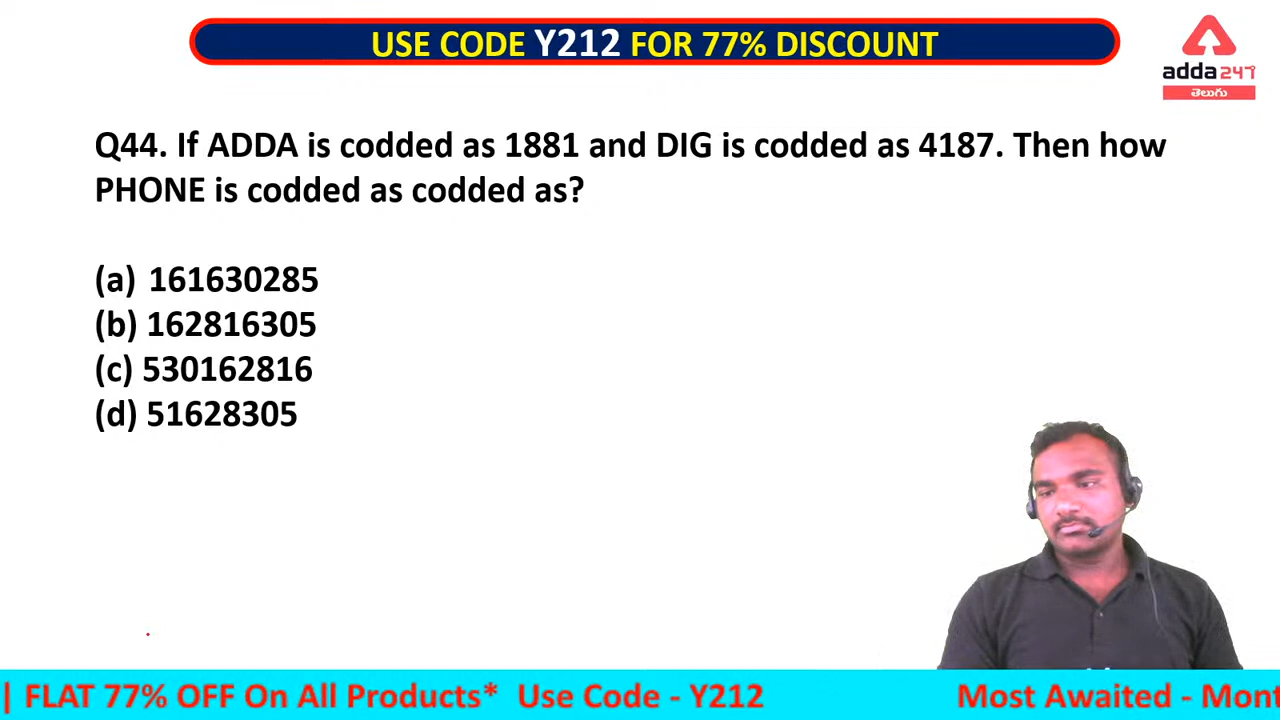 USE CODE Y212 FOR 77% DISCOUNT
adda247
తెలుగు
Q44. If ADDA is codded as 1881 and DIG is codded as 4187. Then how
PHONE is codded as codded as?
(a) 161630285
(b) 162816305
(c) 530162816
(d) 51628305
| FLAT 77% OFF On All Products* Use Code - Y212 Most Awaited - Mont